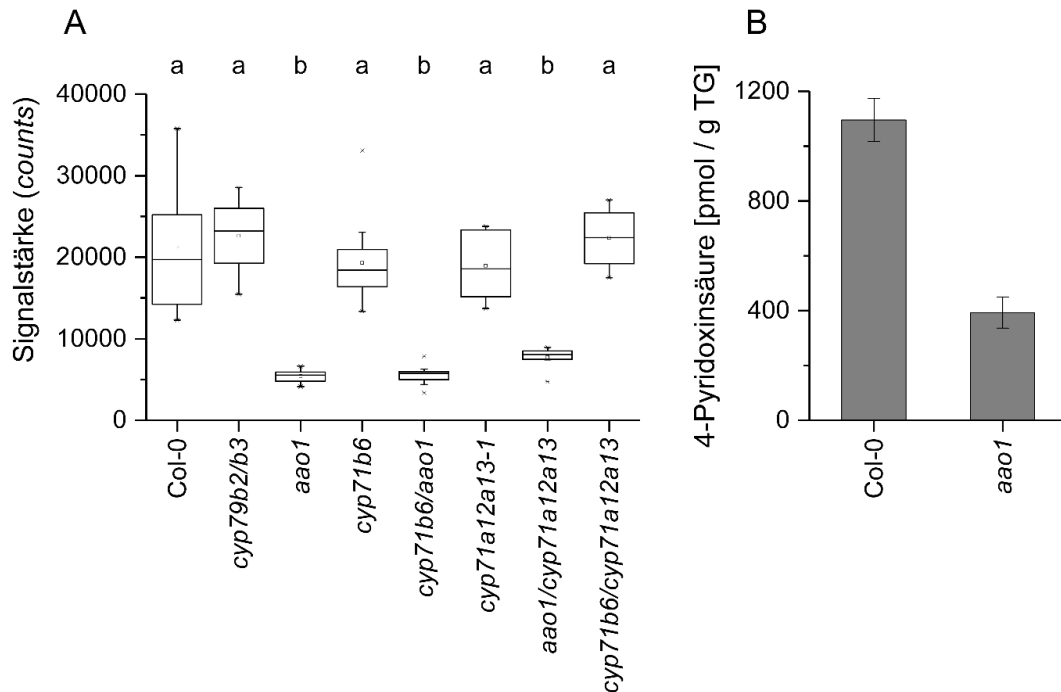 A
a a b a b a b a
Signalstärke (counts)
40000
30000
20000
10000
0
Col-0
cyp79b2/b3
aao1
cyp71b6
cyp71b6/aao1
cyp71a12a13-1
aao1/cyp71a12a13
cyp71b6/cyp71a12a13
B
4-Pyridoxinsäure [pmol / g TG]
1200
800
400
0
Col-0
aao1